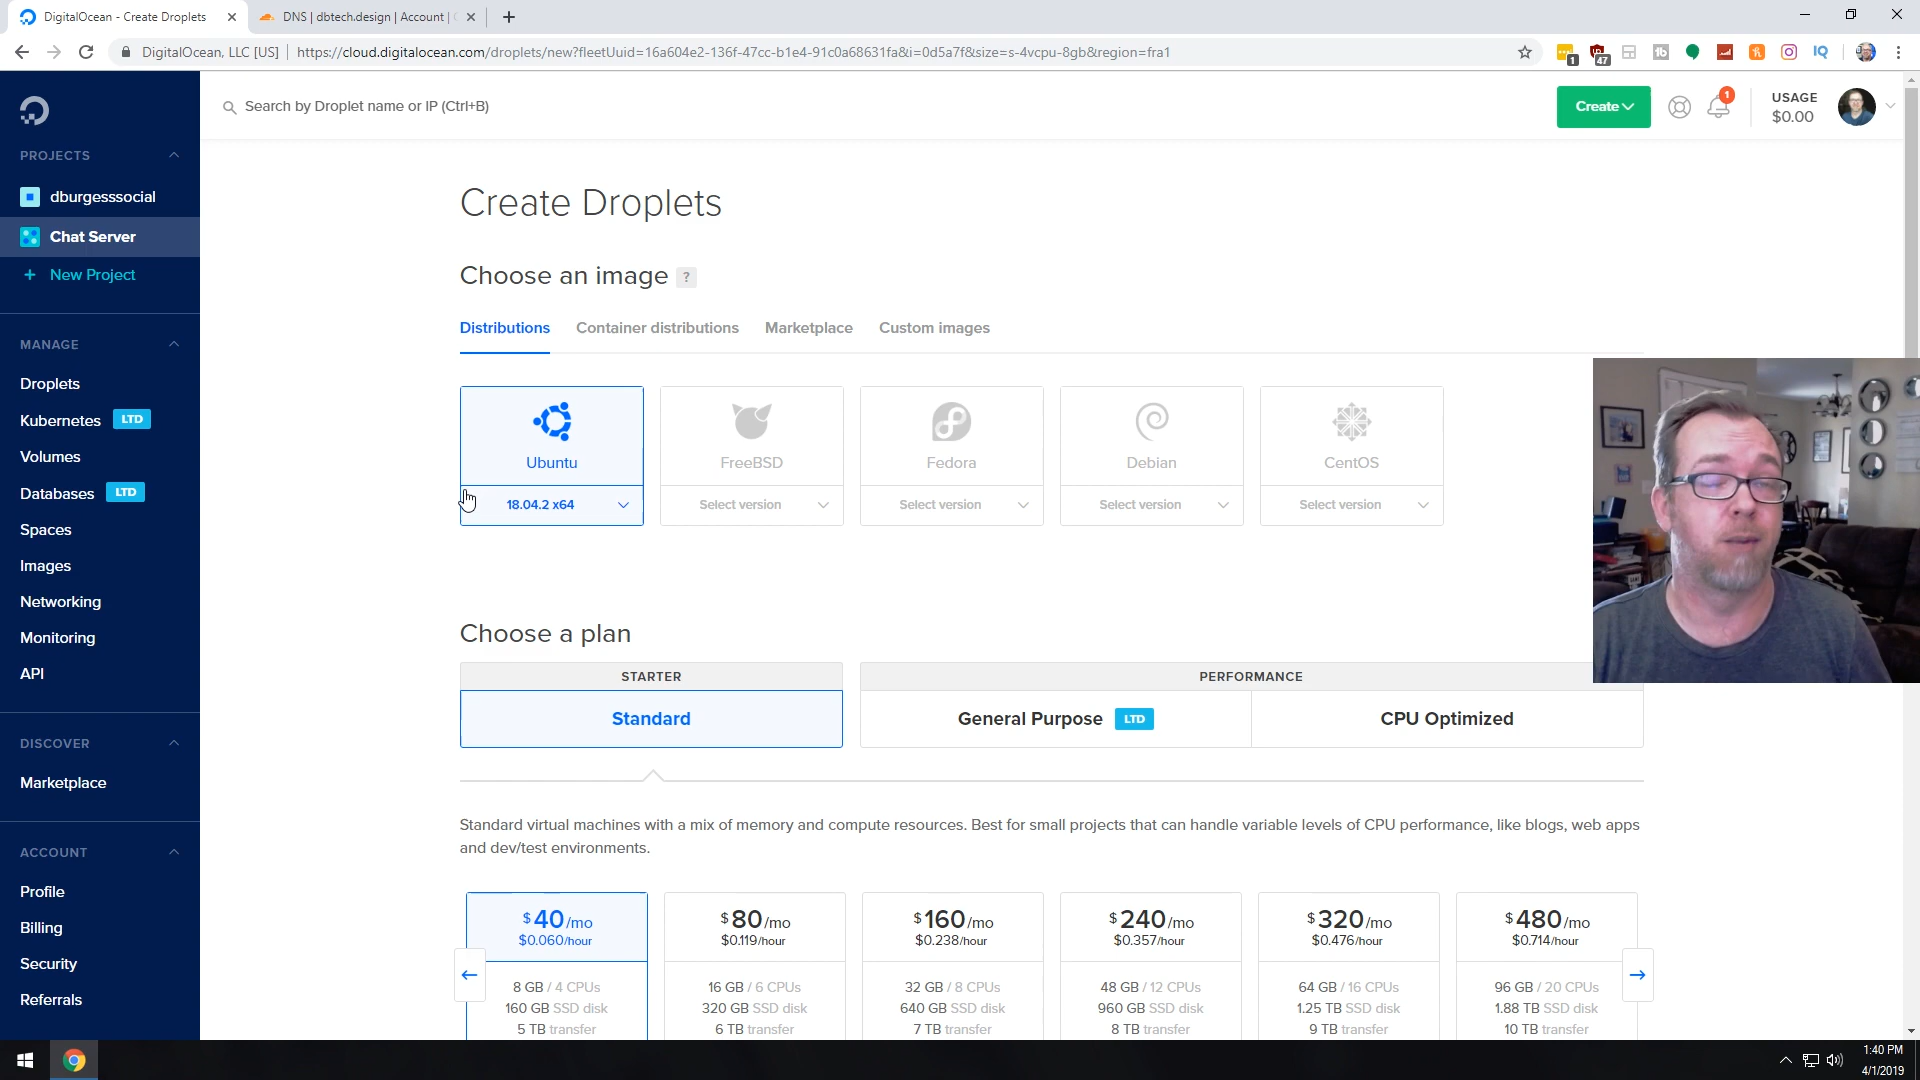 DigitalOcean - Create Droplets
DNS | dbtech.design | Account |
DigitalOcean, LLC [US]
https://cloud.digitalocean.com/droplets/new?fleetUuid=16a604e2-136f-47cc-b1e4-91c0a68631fa&i=0d5a7f&size=s-4vcpu-8gb&region=fra1
1
47
Search by Droplet name or IP (Ctrl+B)
Create
1
USAGE
$0.00
PROJECTS
dburgesssocial
Chat Server
+ New Project
MANAGE
Droplets
Kubernetes LTD
Volumes
Databases LTD
Spaces
Images
Networking
Monitoring
API
DISCOVER
Marketplace
ACCOUNT
Profile
Billing
Security
Referrals
Create Droplets
Choose an image ?
Distributions Container distributions Marketplace Custom images
Ubuntu FreeBSD Fedora Debian CentOS
18.04.2 x64 Select version Select version Select version Select version
Choose a plan
STARTER PERFORMANCE
Standard General Purpose LTD CPU Optimized
Standard virtual machines with a mix of memory and compute resources. Best for small projects that can handle variable levels of CPU performance, like blogs, web apps
and dev/test environments.
$40/mo $80/mo $160/mo $240/mo $320/mo $480/mo
$0.060/hour $0.119/hour $0.238/hour $0.357/hour $0.476/hour $0.714/hour
8 GB / 4 CPUs 16 GB / 6 CPUs 32 GB / 8 CPUs 48 GB / 12 CPUs 64 GB / 16 CPUs 96 GB / 20 CPUs
160 GB SSD disk 320 GB SSD disk 640 GB SSD disk 960 GB SSD disk 1.25 TB SSD disk 1.88 TB SSD disk
5 TB transfer 6 TB transfer 7 TB transfer 8 TB transfer 9 TB transfer 10 TB transfer
1:40 PM
4/1/2019